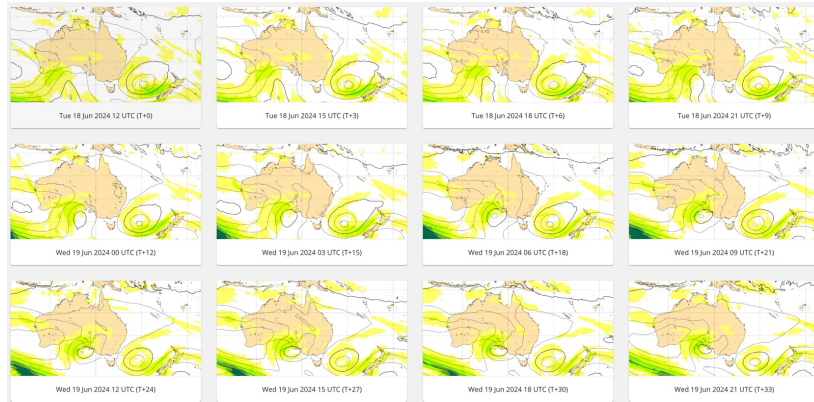 Tue 18 Jun 2024 12 UTC (T+0)
Tue 18 Jun 2024 15 UTC (T+3)
Tue 18 Jun 2024 18 UTC (T+6)
Tue 18 Jun 2024 21 UTC (T+9)
Wed 19 Jun 2024 00 UTC (T+12)
Wed 19 Jun 2024 03 UTC (T+15)
Wed 19 Jun 2024 06 UTC (T+18)
Wed 19 Jun 2024 09 UTC (T+21)
Wed 19 Jun 2024 12 UTC (T+24)
Wed 19 Jun 2024 15 UTC (T+27)
Wed 19 Jun 2024 18 UTC (T+30)
Wed 19 Jun 2024 21 UTC (T+33)